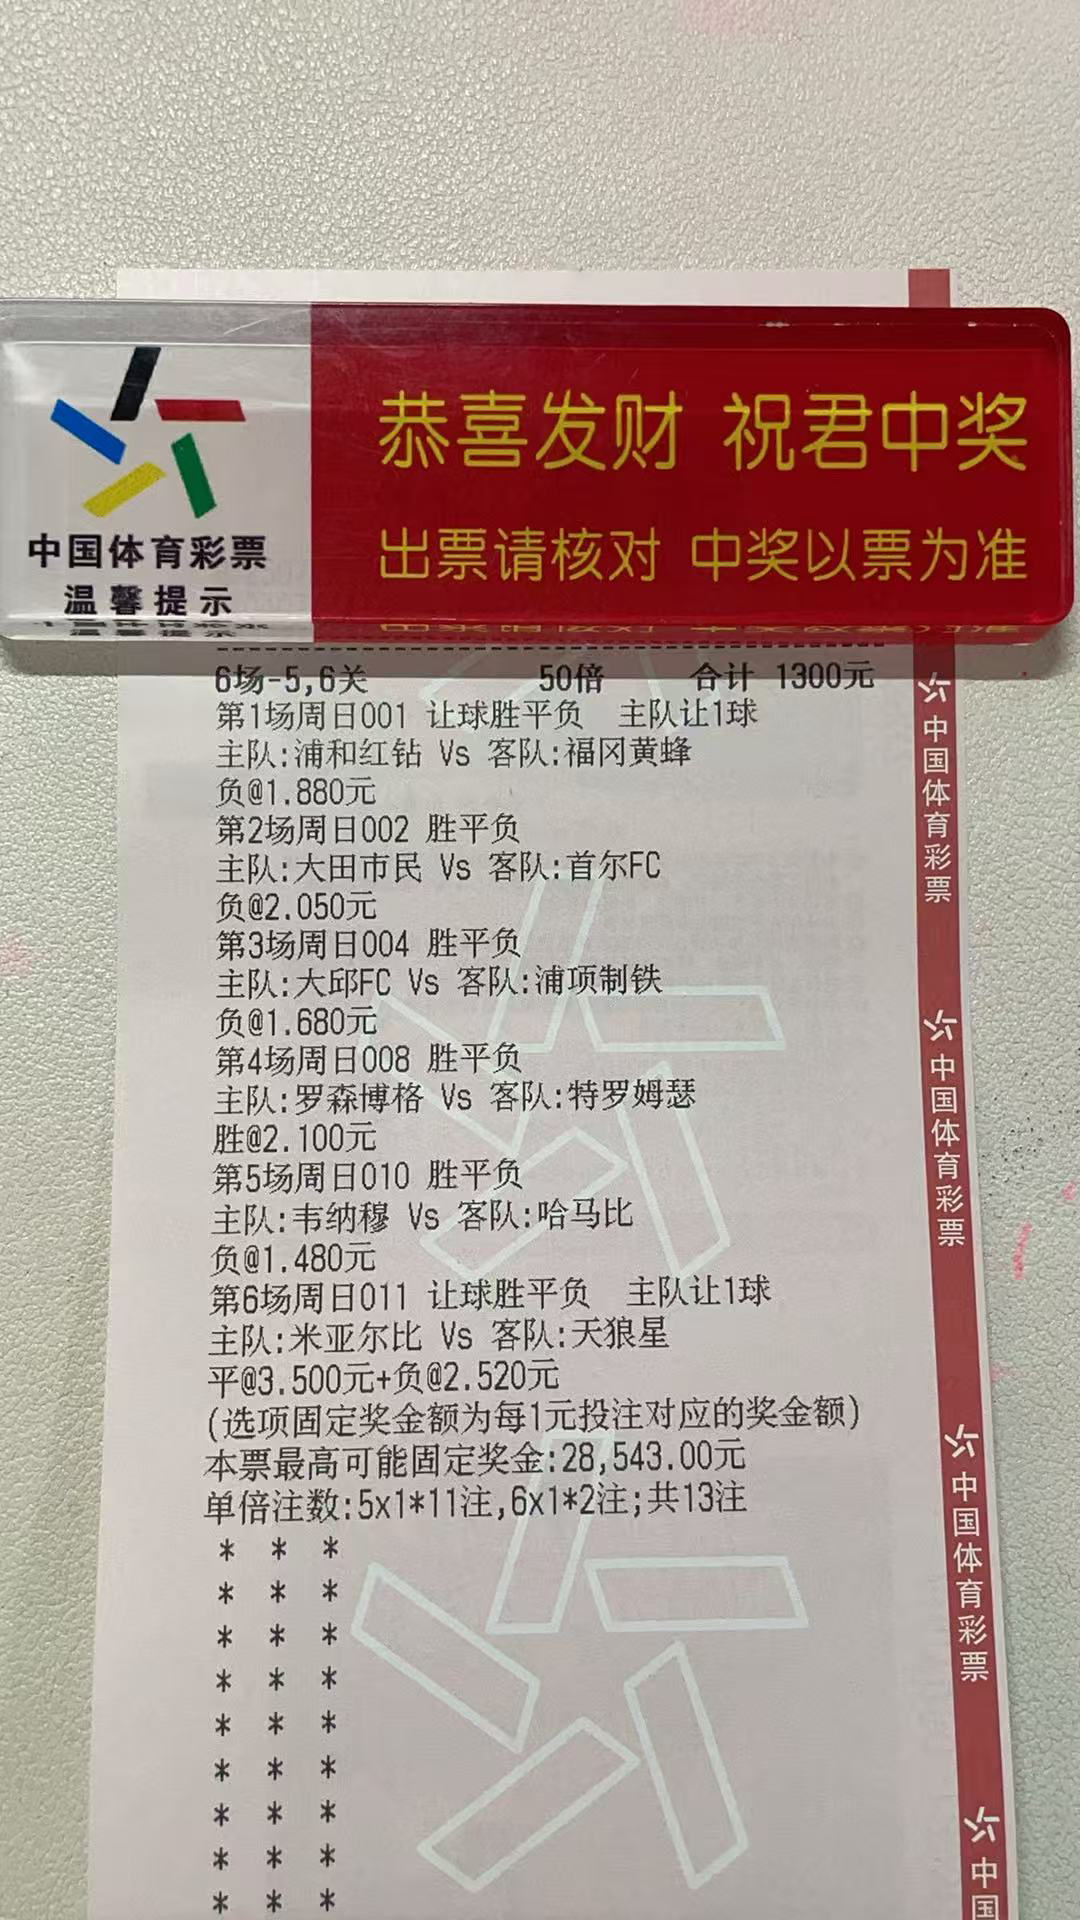 恭喜发财 祝君中奖
出票请核对 中奖以票为准
中国体育彩票
温馨提示
6场-5,6关 50倍 合计 1300元
第1场周日001 让球胜平负 主队让1球
主队:浦和红钻 Vs 客队:福冈黄蜂
负@1.880元
第2场周日002 胜平负
主队:大田市民 Vs 客队:首尔FC
负@2.050元
第3场周日004 胜平负
主队:大邱FC Vs 客队:浦项制铁
负@1.680元
第4场周日008 胜平负
主队:罗森博格 Vs 客队:特罗姆瑟
胜@2.100元
第5场周日010 胜平负
主队:韦纳穆 Vs 客队:哈马比
负@1.480元
第6场周日011 让球胜平负 主队让1球
主队:米亚尔比 Vs 客队:天狼星
平@3.500元+负@2.520元
(选项固定奖金额为每1元投注对应的奖金额)
本票最高可能固定奖金:28,543.00元
单倍注数:5x1*11注,6x1*2注;共13注
* * *
* * *
* * *
* * *
* * *
* * *
* * *
* * *
* * *
中国体育彩票
中国体育彩票
中国体育彩票
中国